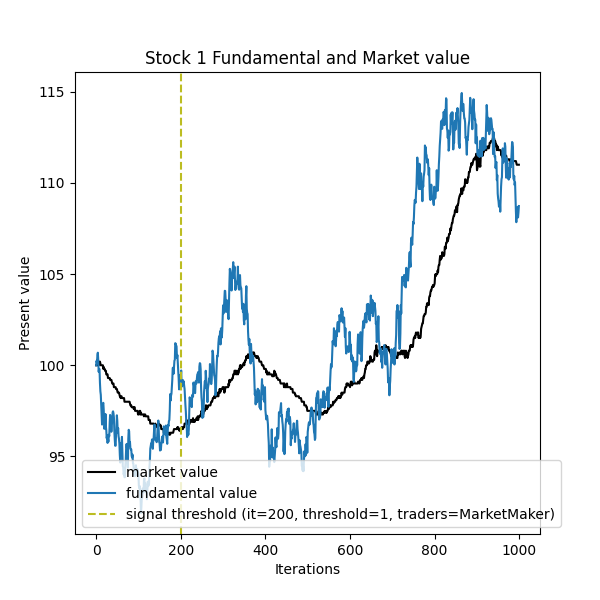 Stock 1 Fundamental and Market value
115
110
105
100
95
Present value
market value
fundamental value
signal threshold (it=200, threshold=1, traders=MarketMaker)
0 200 400 600 800 1000
Iterations